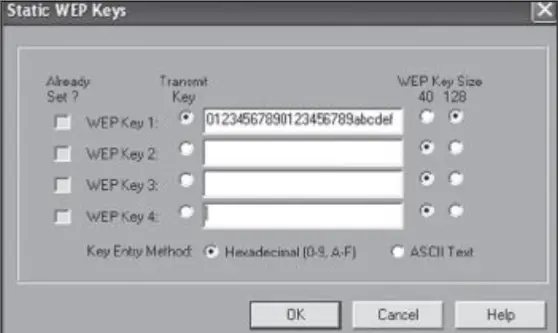 Static WEP Keys
Already Set ?
Transmit Key
WEP Key Size
40 128
WEP Key 1: 01234567890123456789abcdef
WEP Key 2:
WEP Key 3:
WEP Key 4:
Key Entry Method: Hexadecimal (0-9, A-F) ASCII Text
OK Cancel Help